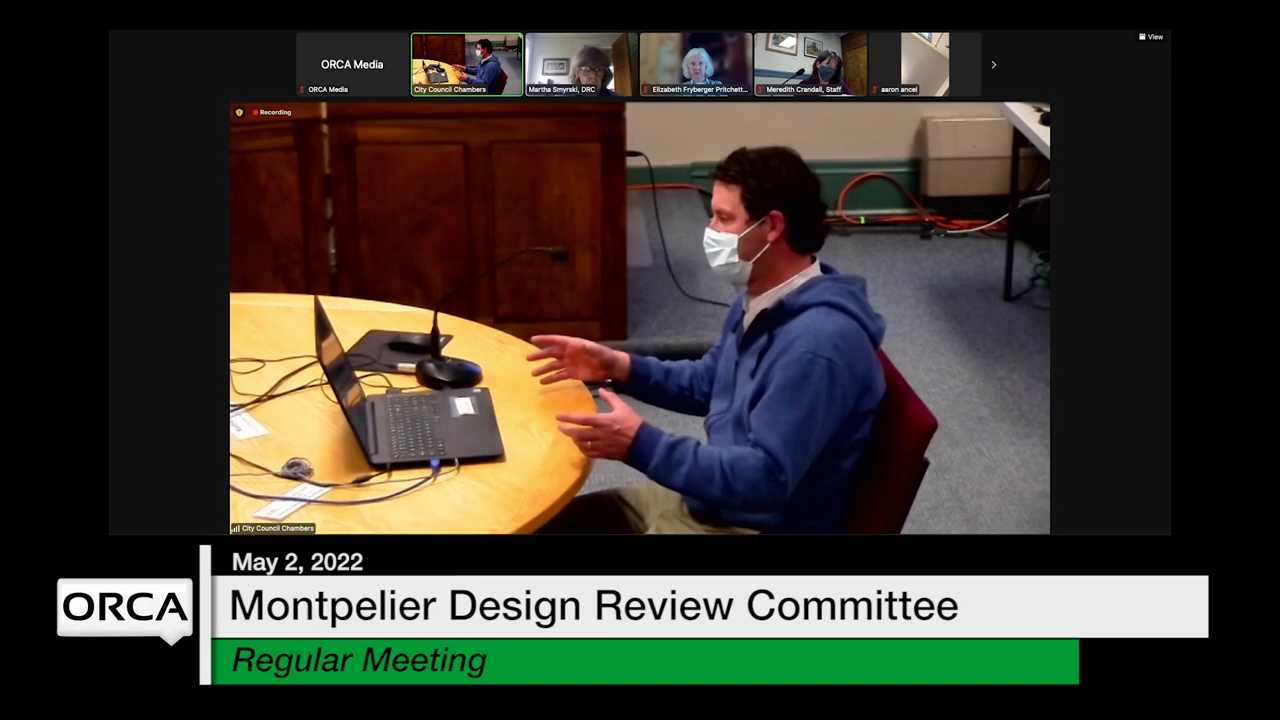 View
ORCA Media
ORCA Media
City Council Chambers
Martha Smyrski, DRC
Elizabeth Fryberger Pritchett...
Meredith Crandall, Staff
aaron ancel
Recording
City Council Chambers
May 2, 2022
ORCA
Montpelier Design Review Committee
Regular Meeting